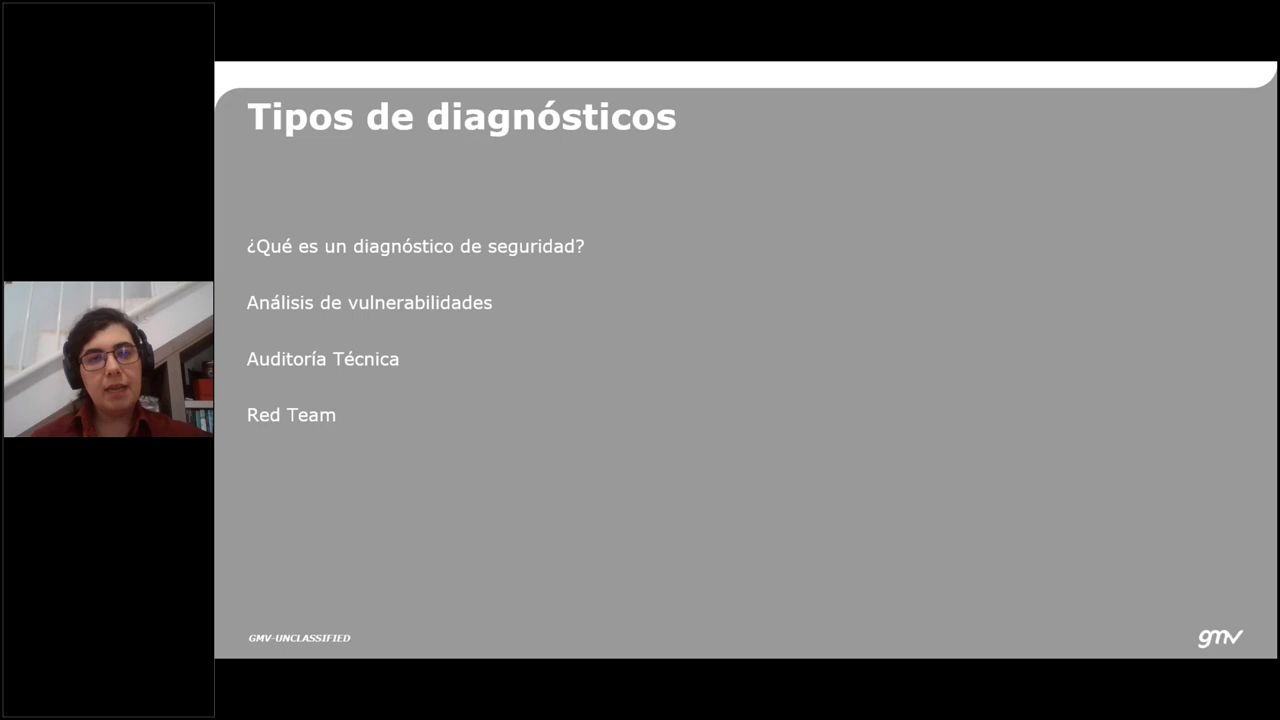 Tipos de diagnósticos
¿Qué es un diagnóstico de seguridad?
Análisis de vulnerabilidades
Auditoría Técnica
Red Team
GMV-UNCLASSIFIED
gmv